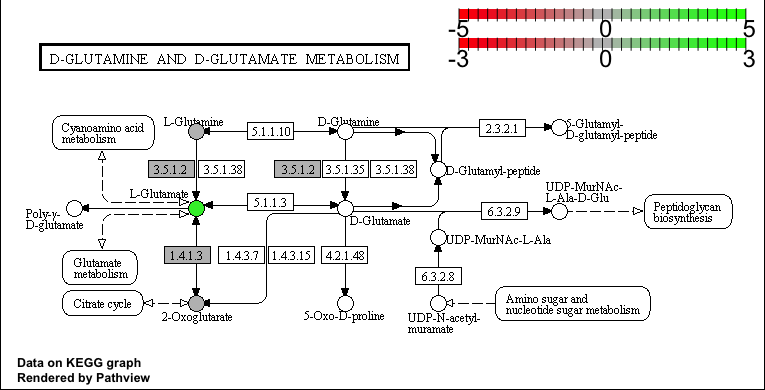 -5 0 5
-3 0 3
D-GLUTAMINE AND D-GLUTAMATE METABOLISM
Cyanoamino acid
metabolism
L-Glutamine
5.1.1.10
D-Glutamine
2.3.2.1
5-Glutamyl-
D-glutamyl-peptide
3.5.1.2
3.5.1.38
3.5.1.2
3.5.1.35
3.5.1.38
D-Glutamyl-peptide
L-Glutamate
5.1.1.3
UDP-MurNAc-
L-Ala-D-Glu
Poly-γ-
D-glutamate
D-Glutamate
6.3.2.9
Peptidoglycan
biosynthesis
UDP-MurNAc-L-Ala
Glutamate
metabolism
1.4.1.3
1.4.3.7
1.4.3.15
4.2.1.48
6.3.2.8
Citrate cycle
2-Oxoglutarate
5-Oxo-D-proline
UDP-N-acetyl-
muramate
Amino sugar and
nucleotide sugar metabolism
Data on KEGG graph
Rendered by Pathview